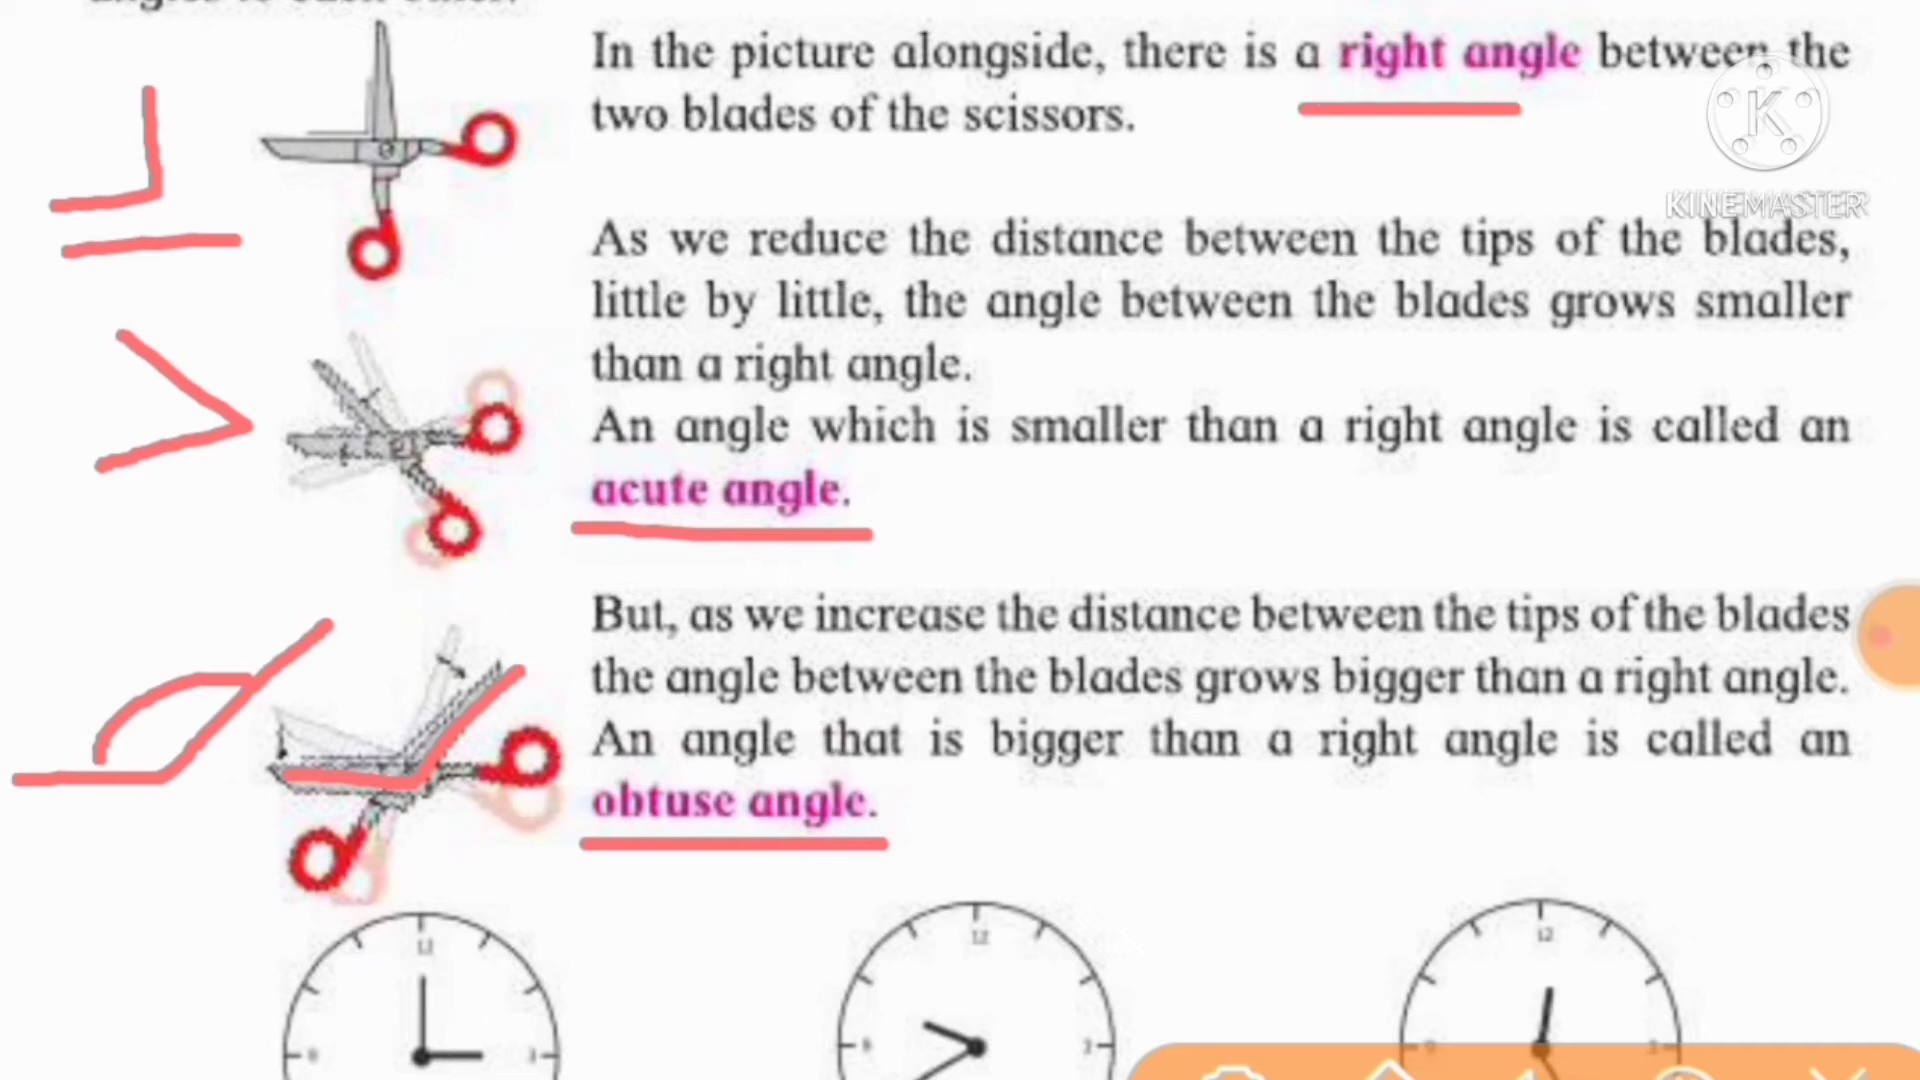 In the picture alongside, there is a right angle between the
two blades of the scissors.
K
KINEMASTER
As we reduce the distance between the tips of the blades,
little by little, the angle between the blades grows smaller
than a right angle.
An angle which is smaller than a right angle is called an
acute angle.
But, as we increase the distance between the tips of the blades
the angle between the blades grows bigger than a right angle.
An angle that is bigger than a right angle is called an
obtuse angle.
12
12
12
9
3